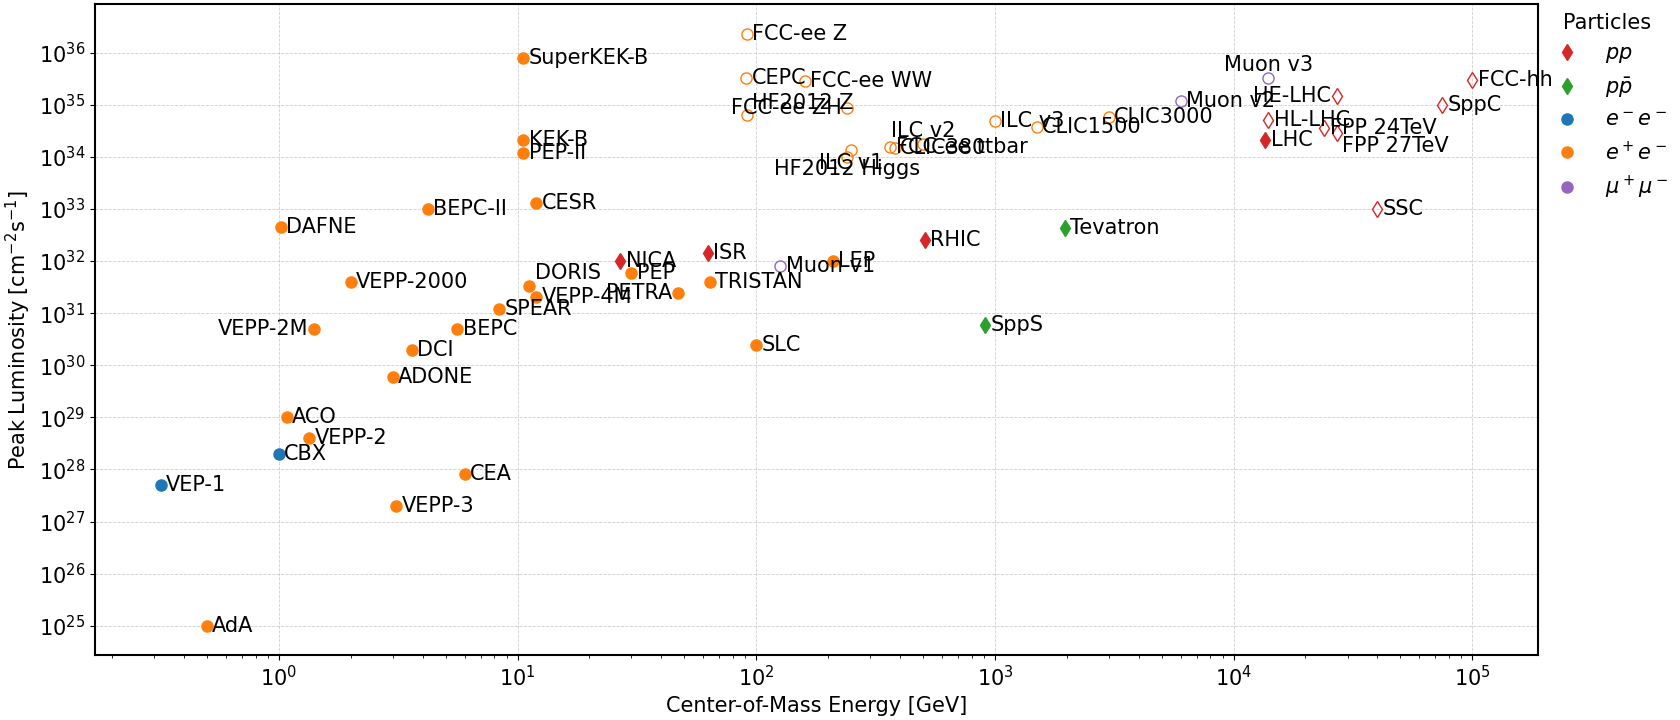 FCC-ee Z
Particles
SuperKEK-B
pp
Muon v3
CEPC
FCC-ee WW
FCC-hh
pp̄
HF2012 Z
FCC-ee ZH
Muon v2
HE-LHC
SppC
CLIC3000
e⁻e⁻
ILC v3
CLIC1500
HL-LHC
FPP 24TeV
ILC v2
KEK-B
PEP-II
LHC
FPP 27TeV
FCC-ee ttbar
CLIC380
e⁺e⁻
ILC v1
HF2012 Higgs
μ⁺μ⁻
CESR
BEPC-II
SSC
DAFNE
Tevatron
RHIC
ISR
NICA
LEP
Muon v1
DORIS
PEP
VEPP-2000
TRISTAN
PETRA
VEPP-4M
SPEAR
VEPP-2M
BEPC
SppS
DCI
SLC
ADONE
ACO
VEPP-2
CBX
CEA
VEP-1
VEPP-3
AdA
10³⁶
10³⁵
10³⁴
10³³
10³²
10³¹
10³⁰
10²⁹
10²⁸
10²⁷
10²⁶
10²⁵
Peak Luminosity [cm⁻²s⁻¹]
10⁰ 10¹ 10² 10³ 10⁴ 10⁵
Center-of-Mass Energy [GeV]